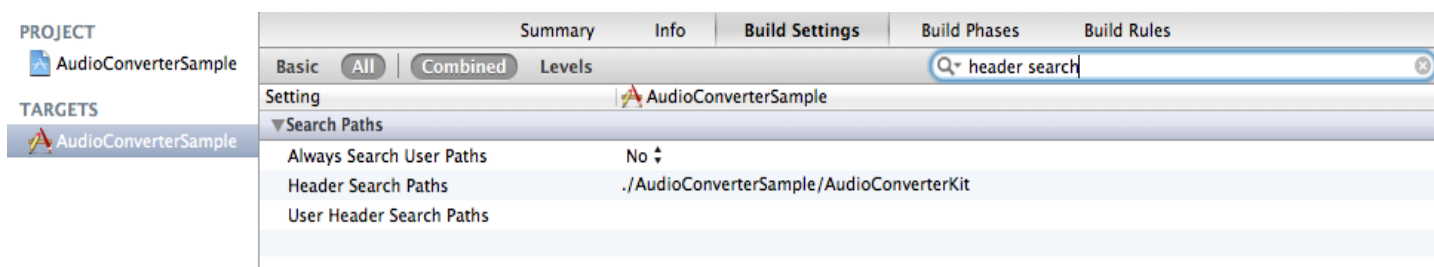 PROJECT
AudioConverterSample
TARGETS
AudioConverterSample
Summary Info Build Settings Build Phases Build Rules
Basic All Combined Levels header search
Setting AudioConverterSample
Search Paths
Always Search User Paths No
Header Search Paths ./AudioConverterSample/AudioConverterKit
User Header Search Paths